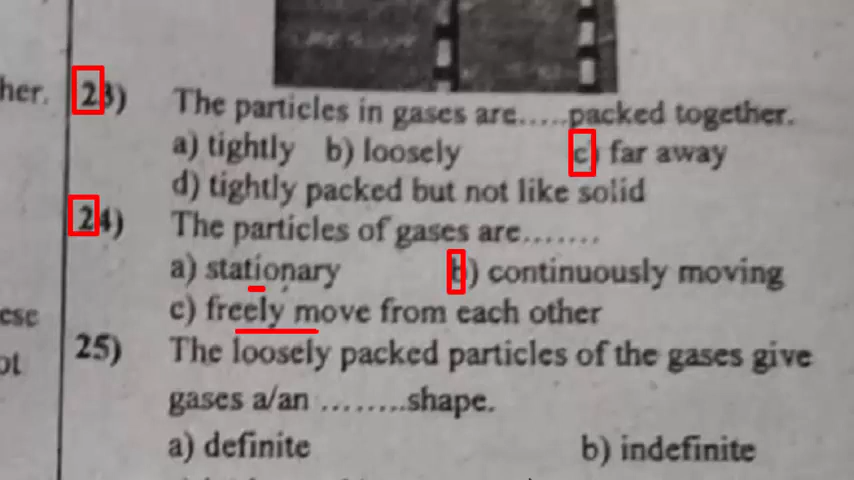 her.
23) The particles in gases are.....packed together.
a) tightly b) loosely c) far away
d) tightly packed but not like solid
24) The particles of gases are.......
a) stationary b) continuously moving
ese
c) freely move from each other
25) The loosely packed particles of the gases give
ot
gases a/an ........shape.
a) definite b) indefinite